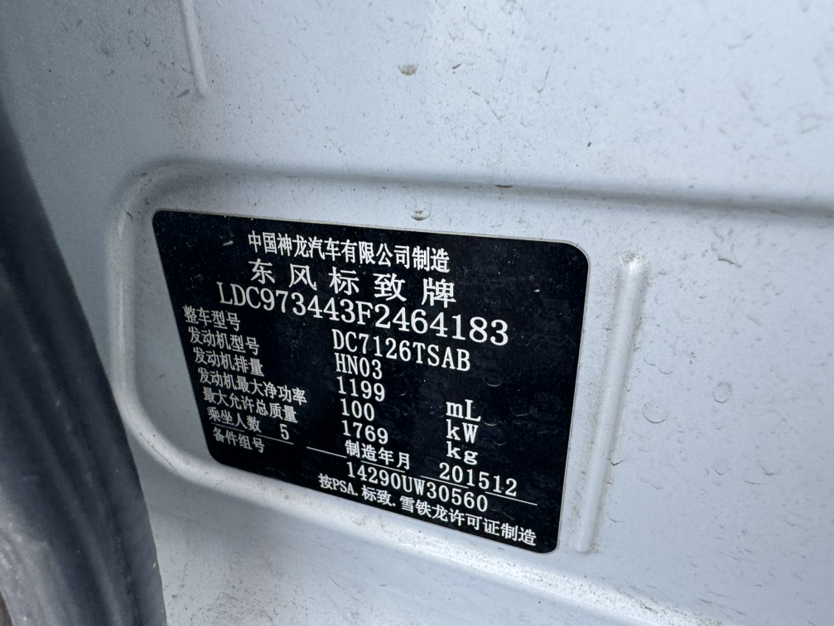 中国神龙汽车有限公司制造
东风标致牌
LDC973443F2464183
整车型号 DC7126TSAB
发动机型号 HN03
发动机排量 1199 mL
发动机最大净功率 100 kW
最大允许总质量 1769 kg
乘坐人数 5 制造年月 201512
备件组号 14290UW30560
按PSA.标致.雪铁龙许可证制造